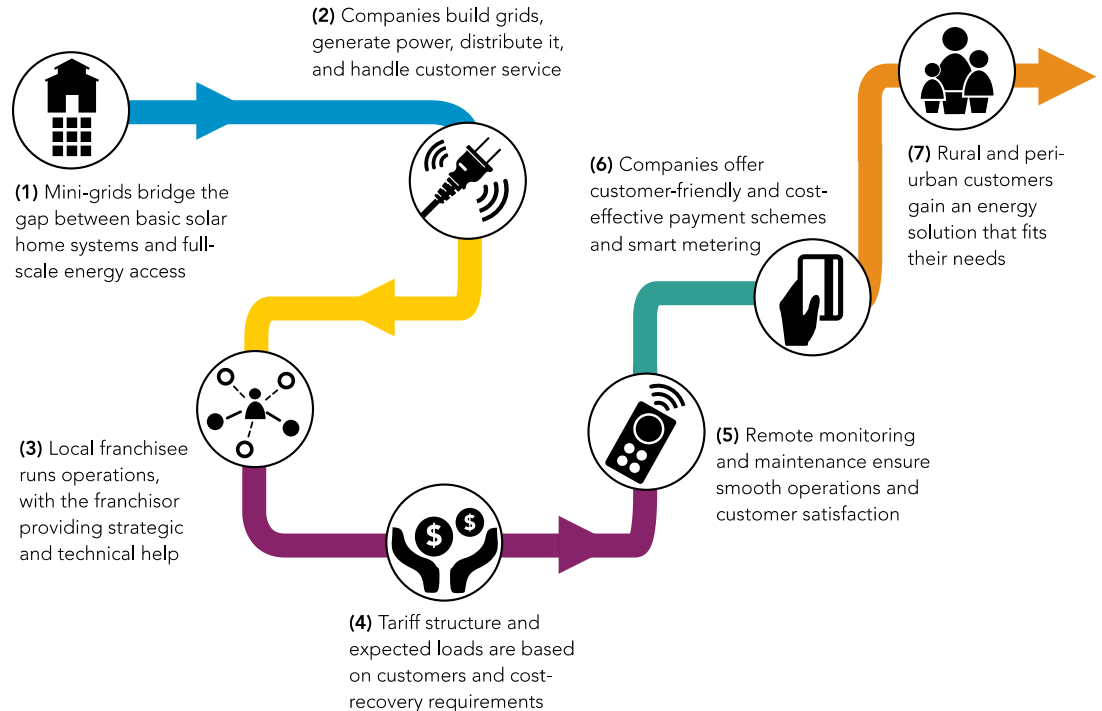 (1) Mini-grids bridge the
gap between basic solar
home systems and full-
scale energy access
(2) Companies build grids,
generate power, distribute it,
and handle customer service
(3) Local franchisee
runs operations,
with the franchisor
providing strategic
and technical help
$ $
(4) Tariff structure and
expected loads are based
on customers and cost-
recovery requirements
(5) Remote monitoring
and maintenance ensure
smooth operations and
customer satisfaction
(6) Companies offer
customer-friendly and cost-
effective payment schemes
and smart metering
(7) Rural and peri-
urban customers
gain an energy
solution that fits
their needs